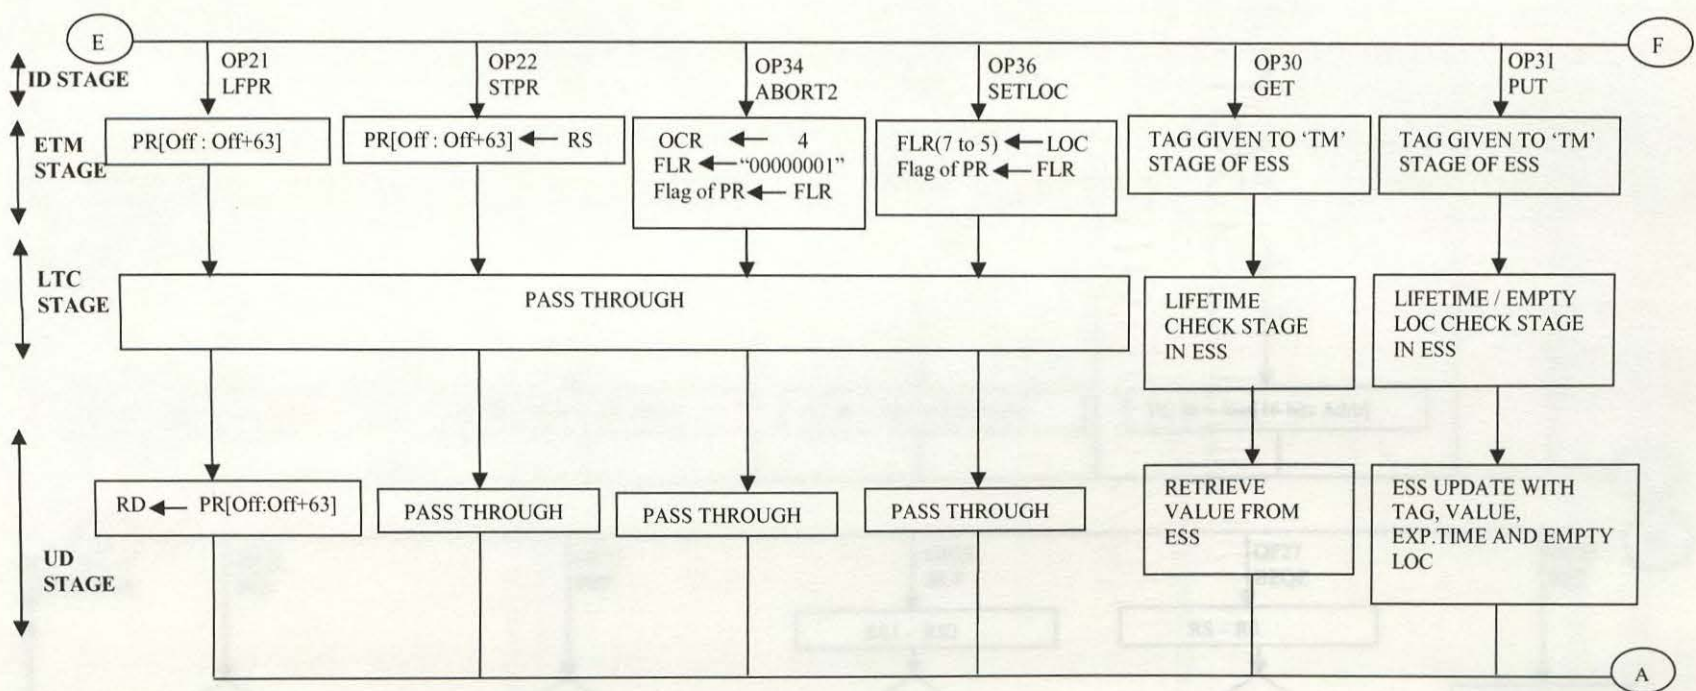 E
F
ID STAGE
OP21
LFPR
OP22
STPR
OP34
ABORT2
OP36
SETLOC
OP30
GET
OP31
PUT
ETM
STAGE
PR[Off : Off+63]
PR[Off : Off+63] ← RS
OCR ← 4
FLR ← “00000001”
Flag of PR ← FLR
FLR(7 to 5) ← LOC
Flag of PR ← FLR
TAG GIVEN TO ‘TM’
STAGE OF ESS
TAG GIVEN TO ‘TM’
STAGE OF ESS
LTC
STAGE
PASS THROUGH
LIFETIME
CHECK STAGE
IN ESS
LIFETIME / EMPTY
LOC CHECK STAGE
IN ESS
UD
STAGE
RD ← PR[Off:Off+63]
PASS THROUGH
PASS THROUGH
PASS THROUGH
RETRIEVE
VALUE FROM
ESS
ESS UPDATE WITH
TAG, VALUE,
EXP.TIME AND EMPTY
LOC
OP27
A